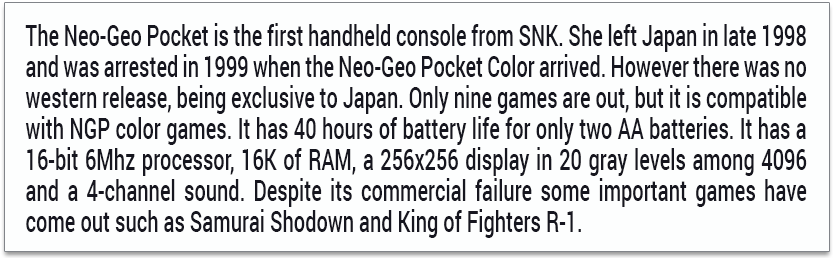 The Neo-Geo Pocket is the first handheld console from SNK. She left Japan in late 1998
and was arrested in 1999 when the Neo-Geo Pocket Color arrived. However there was no
western release, being exclusive to Japan. Only nine games are out, but it is compatible
with NGP color games. It has 40 hours of battery life for only two AA batteries. It has a
16-bit 6Mhz processor, 16K of RAM, a 256x256 display in 20 gray levels among 4096
and a 4-channel sound. Despite its commercial failure some important games have
come out such as Samurai Shodown and King of Fighters R-1.